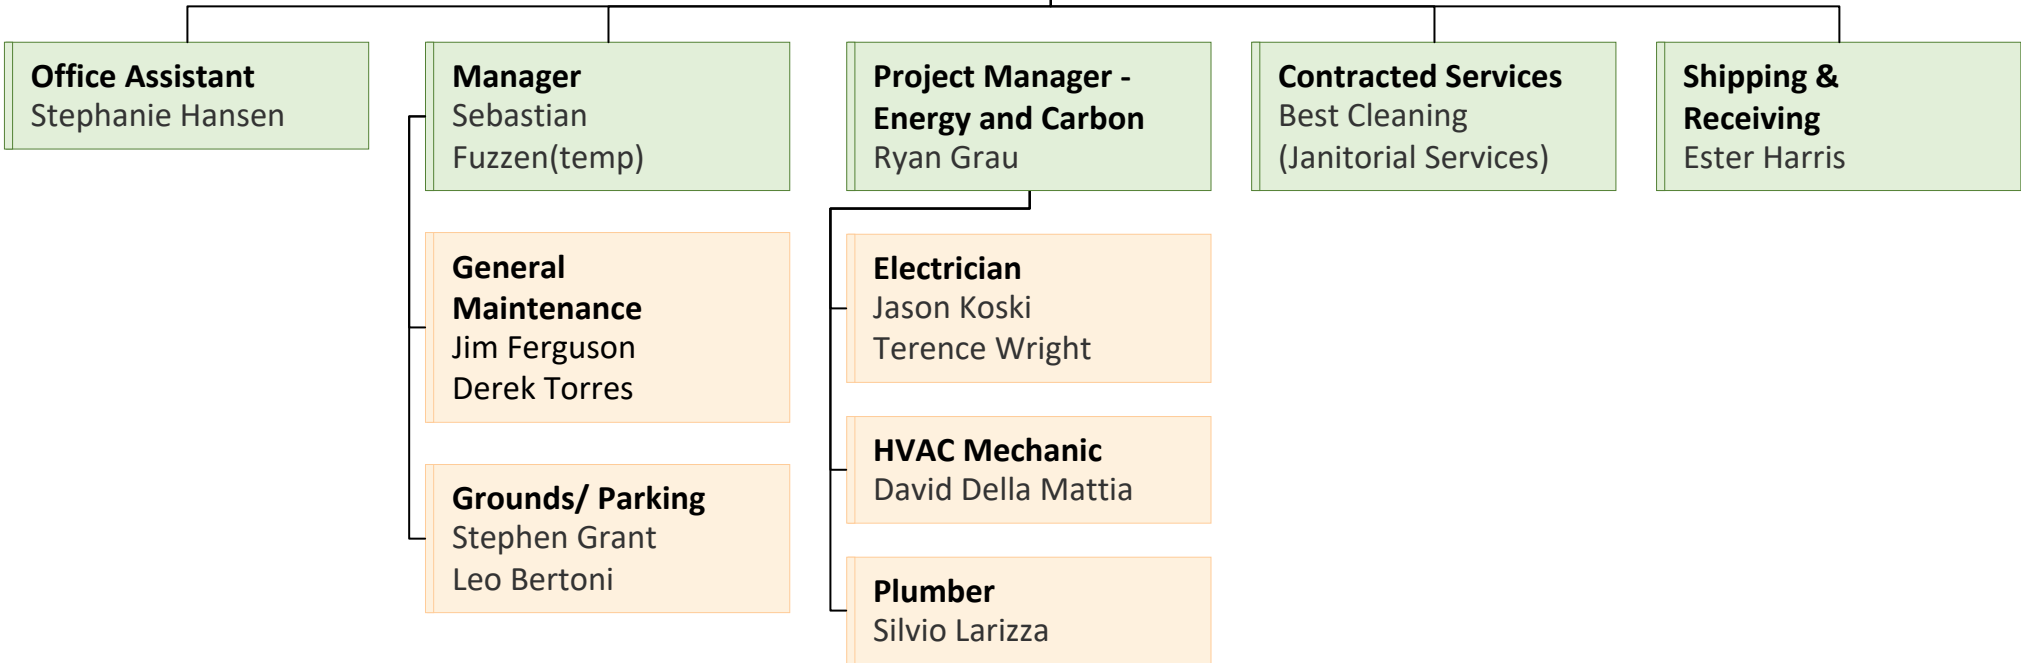 Office Assistant
Stephanie Hansen
Manager
Sebastian
Fuzzen(temp)
General
Maintenance
Jim Ferguson
Derek Torres
Grounds/ Parking
Stephen Grant
Leo Bertoni
Project Manager -
Energy and Carbon
Ryan Grau
Electrician
Jason Koski
Terence Wright
HVAC Mechanic
David Della Mattia
Plumber
Silvio Larizza
Contracted Services
Best Cleaning
(Janitorial Services)
Shipping &
Receiving
Ester Harris